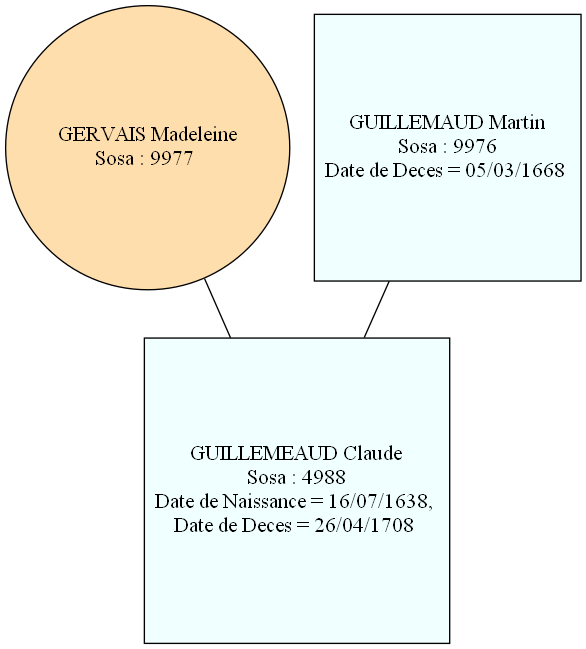 GERVAIS Madeleine
Sosa : 9977
GUILLEMAUD Martin
Sosa : 9976
Date de Deces = 05/03/1668
GUILLEMEAUD Claude
Sosa : 4988
Date de Naissance = 16/07/1638,
Date de Deces = 26/04/1708